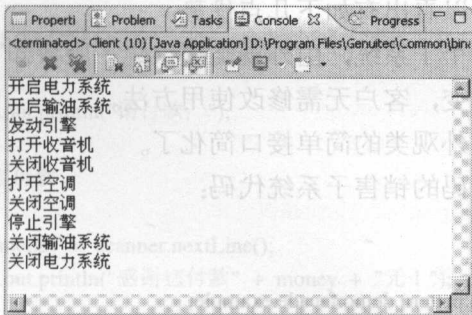 Properti Problem Tasks Console Progress
<terminated> Client (10) [Java Application] D:\Program Files\Genuitec\Common\bin
开启电力系统
开启输油系统
发动引擎
打开收音机
关闭收音机
打开空调
关闭空调
停止引擎
关闭输油系统
关闭电力系统